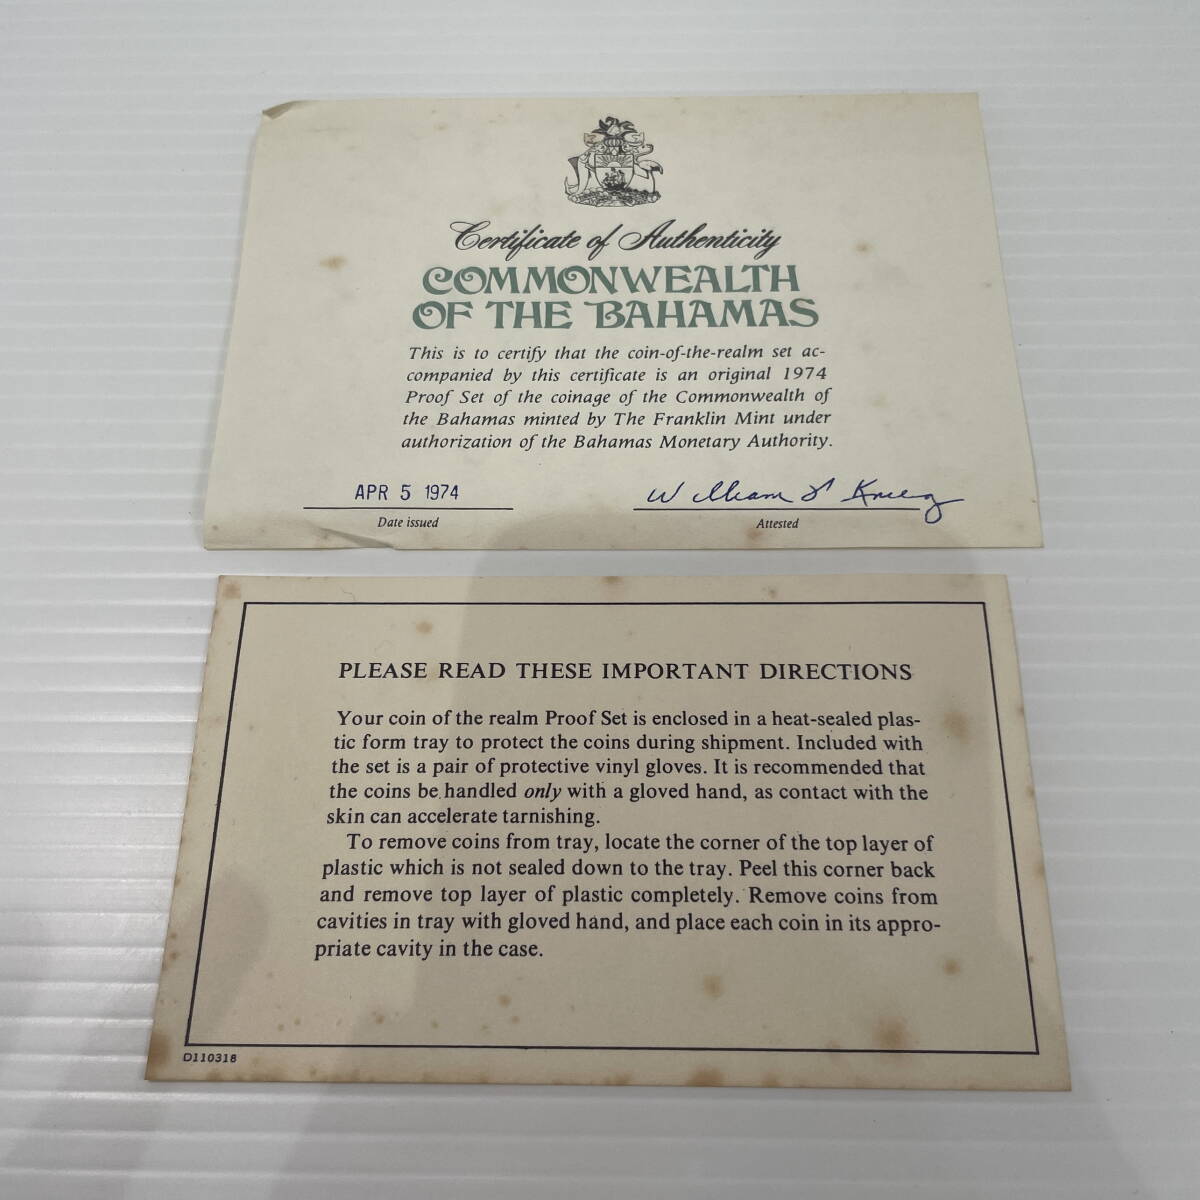 Certificate of Authenticity
COMMONWEALTH
OF THE BAHAMAS
This is to certify that the coin-of-the-realm set ac-
companied by this certificate is an original 1974
Proof Set of the coinage of the Commonwealth of
the Bahamas minted by The Franklin Mint under
authorization of the Bahamas Monetary Authority.
APR 5 1974
Date issued
William
Attested
PLEASE READ THESE IMPORTANT DIRECTIONS
Your coin of the realm Proof Set is enclosed in a heat-sealed plas-
tic form tray to protect the coins during shipment. Included with
the set is a pair of protective vinyl gloves. It is recommended that
the coins be handled only with a gloved hand, as contact with the
skin can accelerate tarnishing.
To remove coins from tray, locate the corner of the top layer of
plastic which is not sealed down to the tray. Peel this corner back
and remove top layer of plastic completely. Remove coins from
cavities in tray with gloved hand, and place each coin in its appro-
priate cavity in the case.
D110318